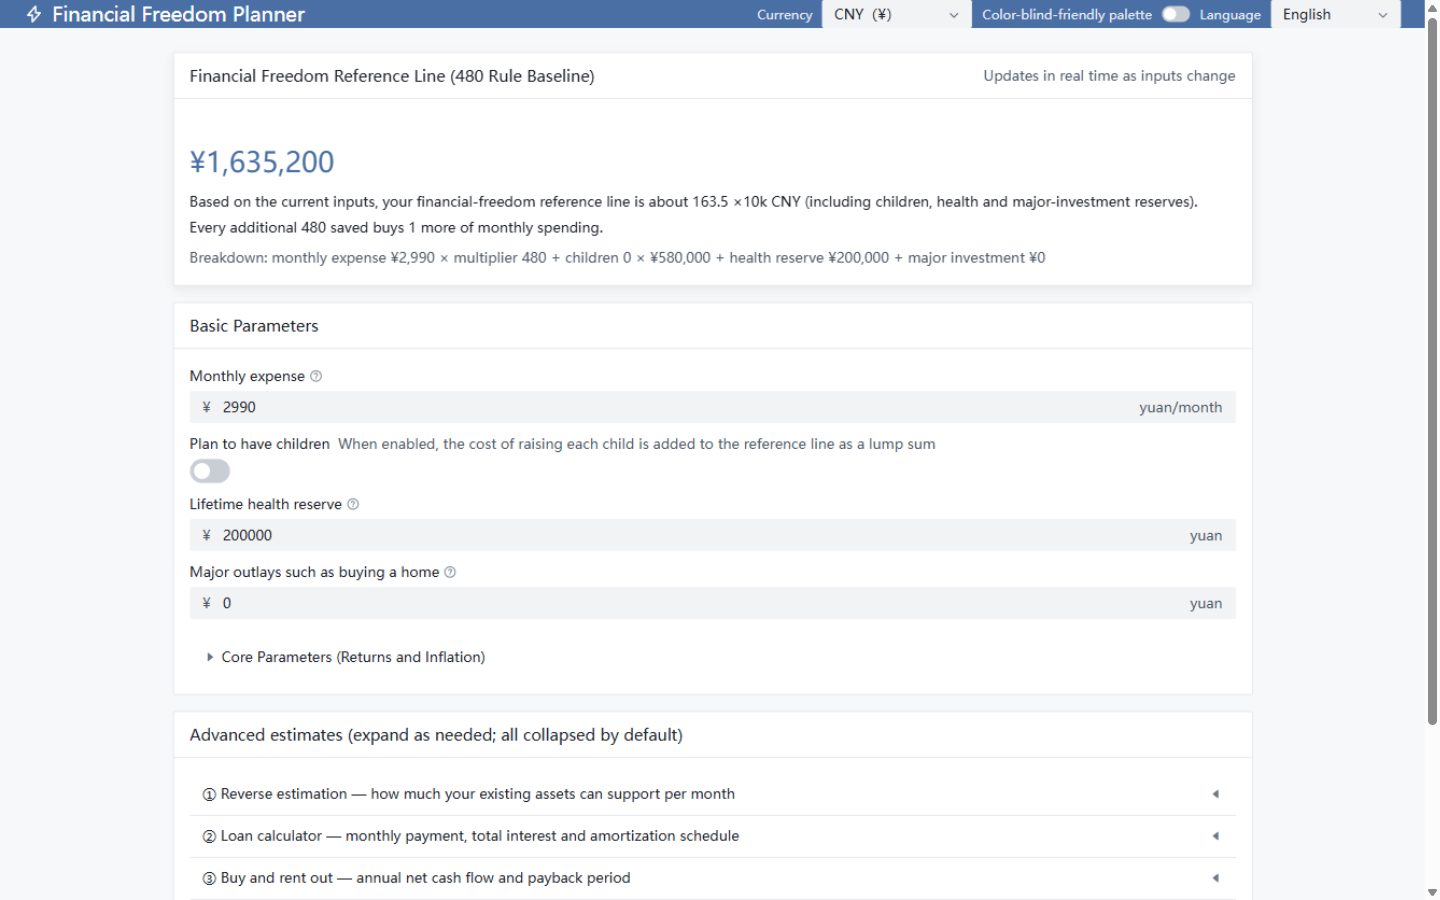 Financial Freedom Planner
Currency
CNY (¥)
Color-blind-friendly palette
Language
English
Financial Freedom Reference Line (480 Rule Baseline)
Updates in real time as inputs change
¥1,635,200
Based on the current inputs, your financial-freedom reference line is about 163.5 ×10k CNY (including children, health and major-investment reserves).
Every additional 480 saved buys 1 more of monthly spending.
Breakdown: monthly expense ¥2,990 × multiplier 480 + children 0 × ¥580,000 + health reserve ¥200,000 + major investment ¥0
Basic Parameters
Monthly expense
¥ 2990 yuan/month
Plan to have children When enabled, the cost of raising each child is added to the reference line as a lump sum
Lifetime health reserve
¥ 200000 yuan
Major outlays such as buying a home
¥ 0 yuan
Core Parameters (Returns and Inflation)
Advanced estimates (expand as needed; all collapsed by default)
① Reverse estimation — how much your existing assets can support per month
② Loan calculator — monthly payment, total interest and amortization schedule
③ Buy and rent out — annual net cash flow and payback period